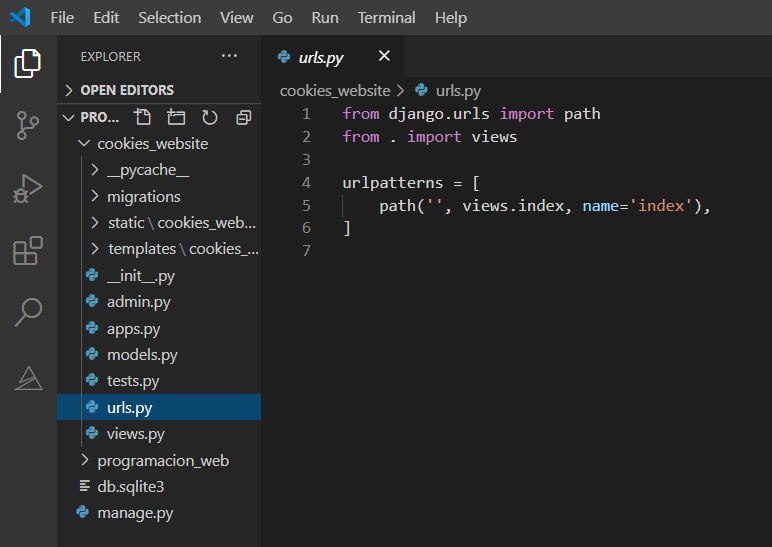 File Edit Selection View Go Run Terminal Help
EXPLORER ···
OPEN EDITORS
PRO...
cookies_website
__pycache__
migrations
static \ cookies_web...
templates \ cookies_...
__init__.py
admin.py
apps.py
models.py
tests.py
urls.py
views.py
programacion_web
db.sqlite3
manage.py
urls.py ×
cookies_website > urls.py
1 from django.urls import path
2 from . import views
3
4 urlpatterns = [
5     path('', views.index, name='index'),
6 ]
7